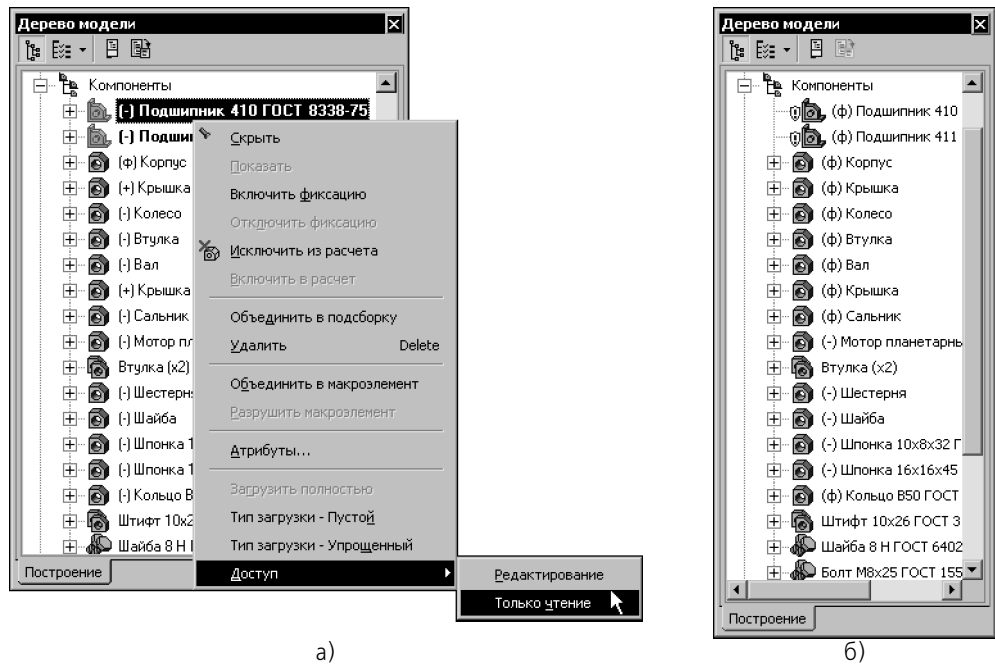 Дерево модели
Компоненты
(-) Подшипник 410 ГОСТ 8338-75
(-) Подши
(ф) Корпус
(+) Крышка
(-) Колесо
(-) Втулка
(-) Вал
(+) Крышка
(-) Сальник
(-) Мотор пл
Втулка (x2)
(-) Шестерн
(-) Шайба
(-) Шпонка 1
(-) Шпонка 1
(-) Кольцо В
Штифт 10x2
Шайба 8 Н
Построение
Скрыть
Показать
Включить фиксацию
Отключить фиксацию
Исключить из расчета
Включить в расчет
Объединить в подсборку
Удалить Delete
Объединить в макроэлемент
Разрушить макроэлемент
Атрибуты...
Загрузить полностью
Тип загрузки - Пустой
Тип загрузки - Упрощенный
Доступ
Редактирование
Только чтение
а)
Дерево модели
Компоненты
(ф) Подшипник 410
(ф) Подшипник 411
(ф) Корпус
(ф) Крышка
(ф) Колесо
(ф) Втулка
(ф) Вал
(ф) Крышка
(ф) Сальник
(-) Мотор планетарнь
Втулка (x2)
(-) Шестерня
(-) Шайба
(-) Шпонка 10x8x32 Г
(-) Шпонка 16x16x45
(ф) Кольцо В50 ГОСТ
Штифт 10x26 ГОСТ 3
Шайба 8 Н ГОСТ 6402
Болт М8x25 ГОСТ 155
Построение
б)